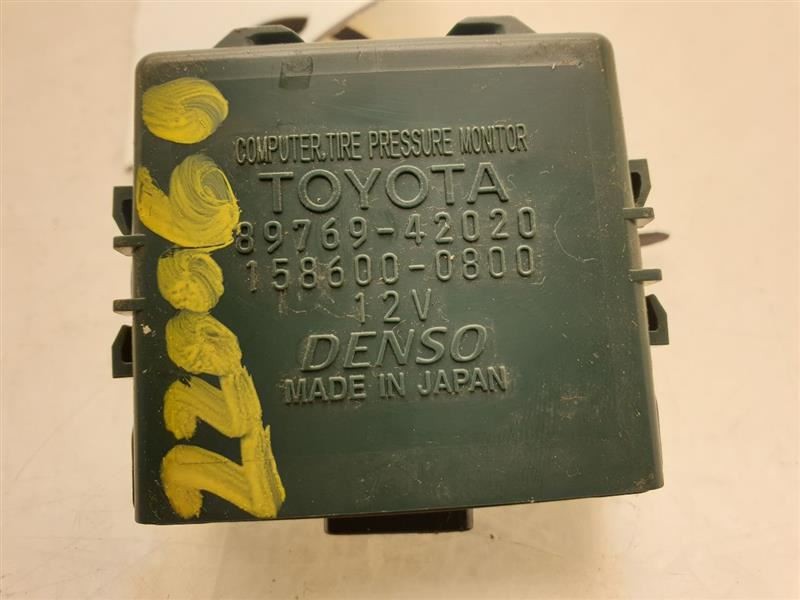 COMPUTER,TIRE PRESSURE MONITOR
TOYOTA
89769-42020
158600-0800
12V
DENSO
MADE IN JAPAN